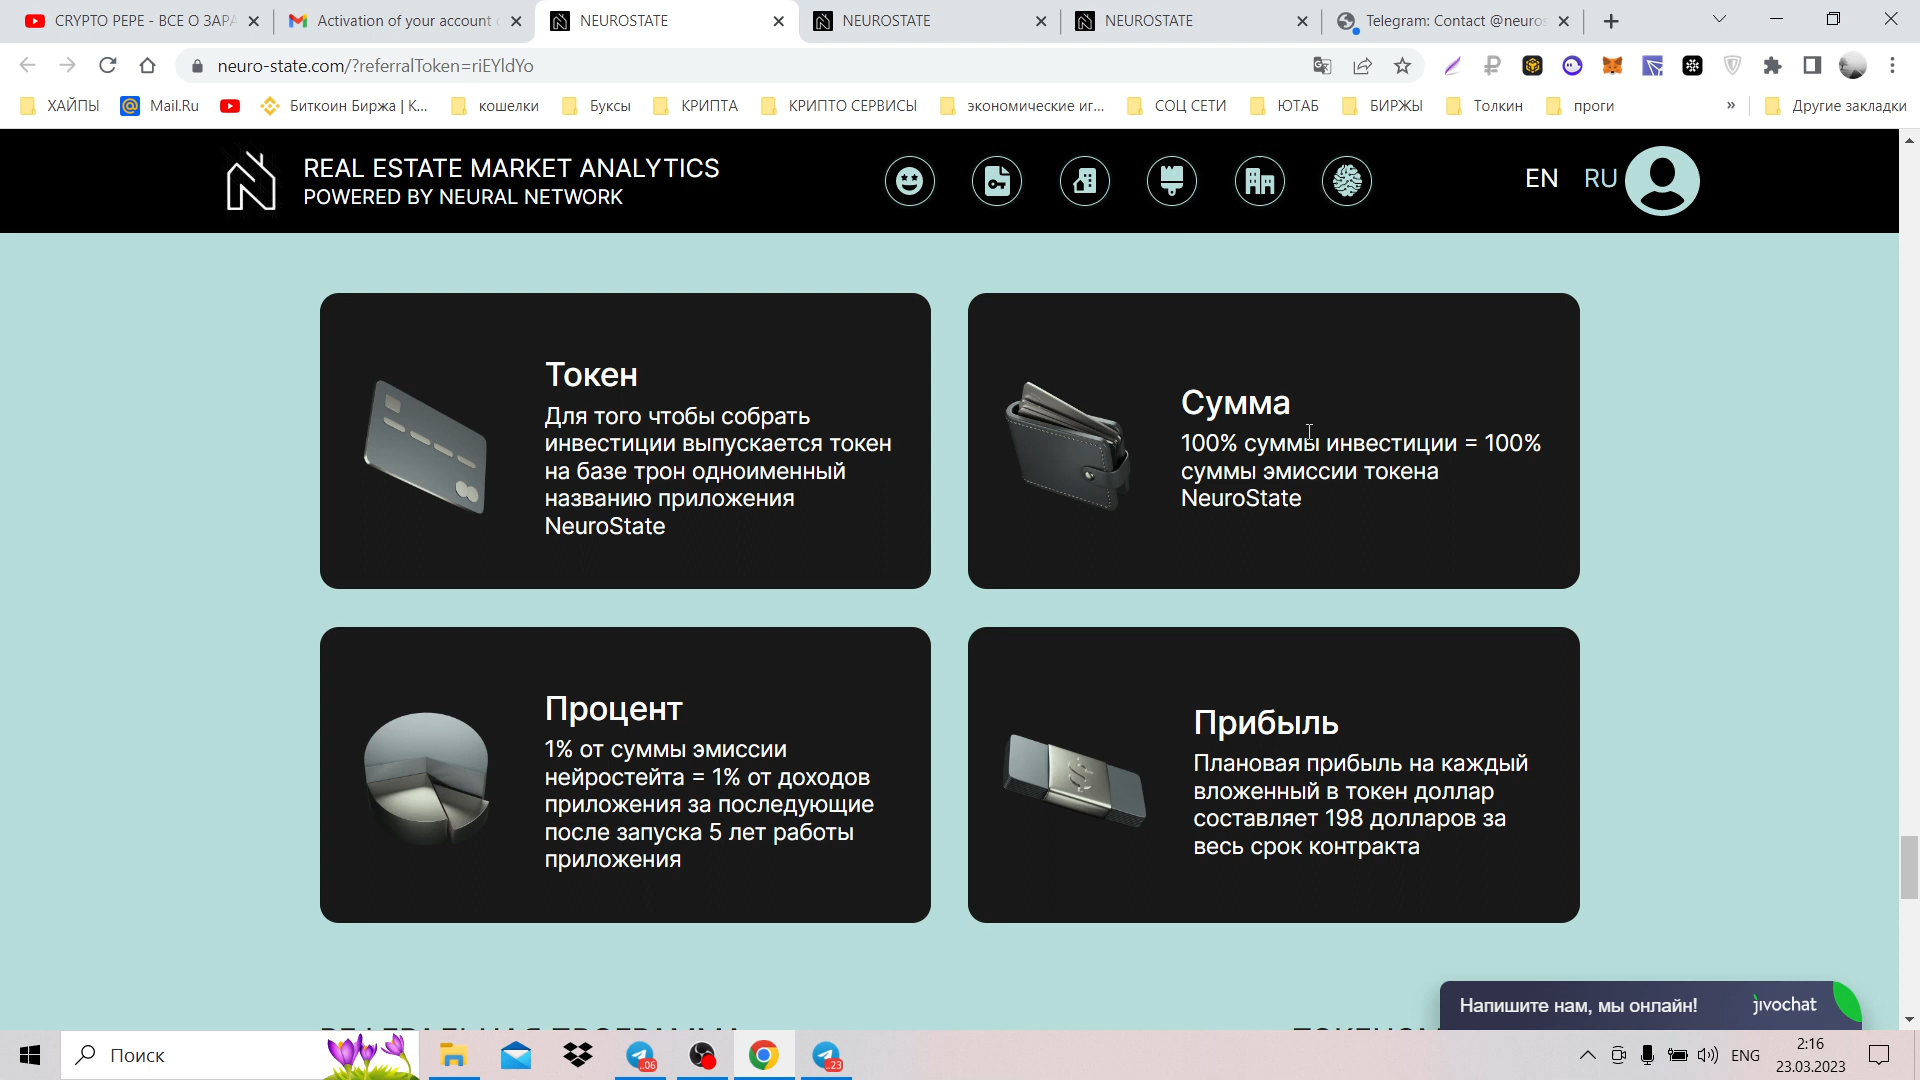 CRYPTO PEPE - ВСЕ О ЗАРА
Activation of your account
NEUROSTATE
NEUROSTATE
NEUROSTATE
Telegram: Contact @neuros
neuro-state.com/?referralToken=riEYldYo
ХАЙПЫ
Mail.Ru
Биткоин Биржа | К...
кошелки
Буксы
КРИПТА
КРИПТО СЕРВИСЫ
экономические иг...
СОЦ СЕТИ
ЮТАБ
БИРЖЫ
Толкин
проги
»
Другие закладки
REAL ESTATE MARKET ANALYTICS
POWERED BY NEURAL NETWORK
EN RU
Токен
Для того чтобы собрать
инвестиции выпускается токен
на базе трон одноименный
названию приложения
NeuroState
Сумма
100% суммы инвестиции = 100%
суммы эмиссии токена
NeuroState
Процент
1% от суммы эмиссии
нейростейта = 1% от доходов
приложения за последующие
после запуска 5 лет работы
приложения
Прибыль
Плановая прибыль на каждый
вложенный в токен доллар
составляет 198 долларов за
весь срок контракта
Напишите нам, мы онлайн!
jivochat
Поиск
..06
..23
ENG
2:16
23.03.2023